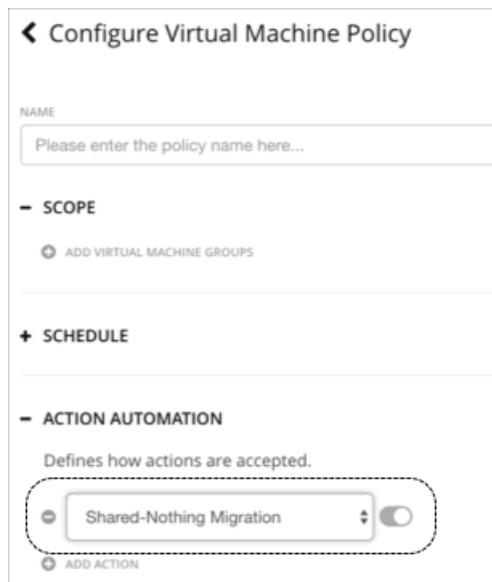 Configure Virtual Machine Policy
NAME
Please enter the policy name here...
SCOPE
ADD VIRTUAL MACHINE GROUPS
SCHEDULE
ACTION AUTOMATION
Defines how actions are accepted.
Shared-Nothing Migration
ADD ACTION